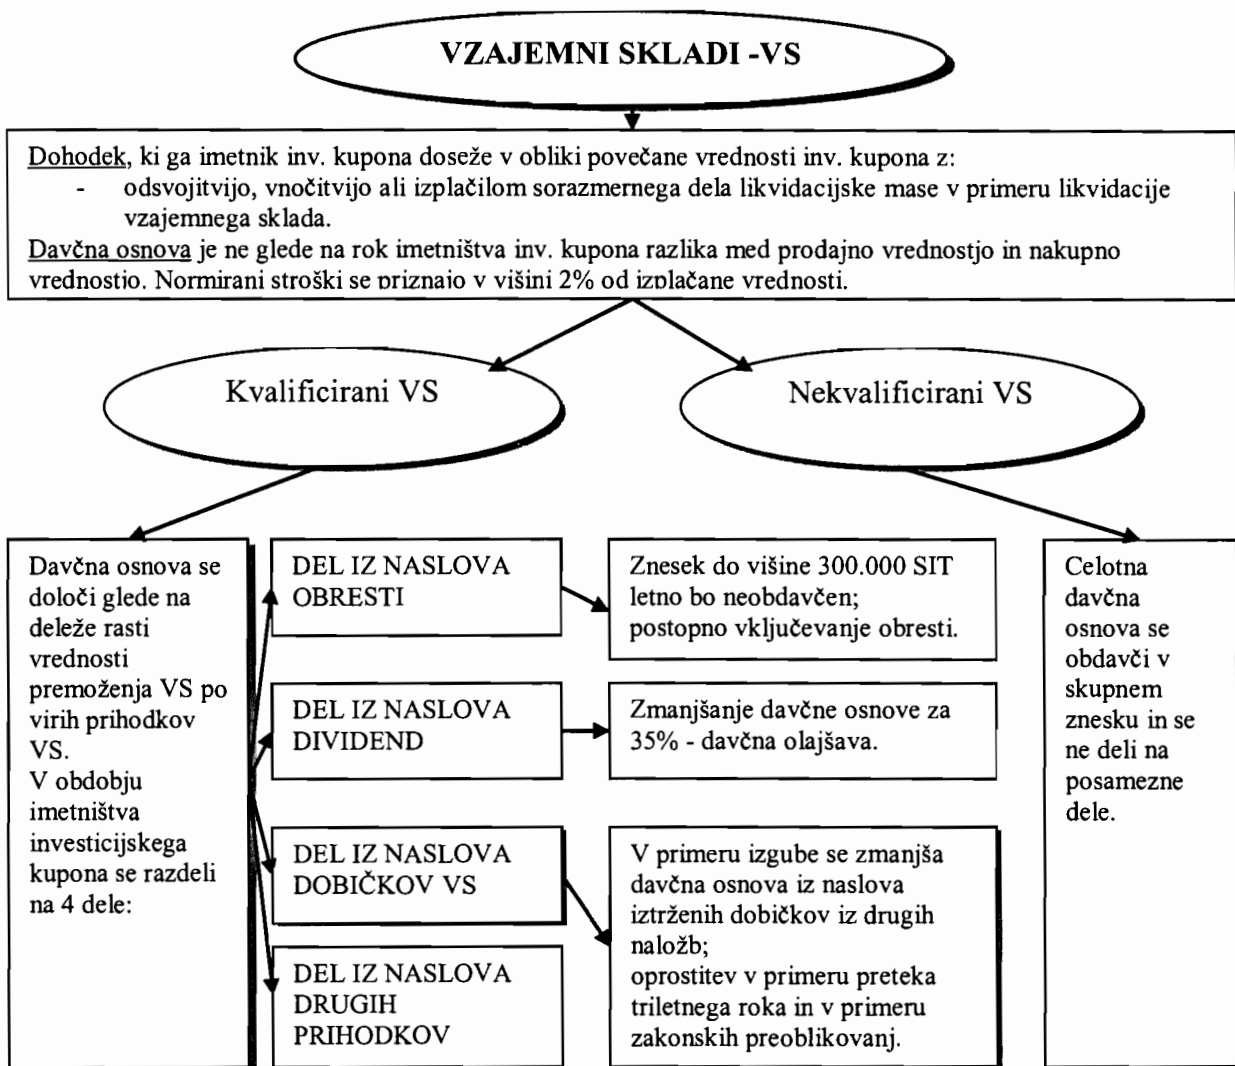 VZAJEMNI SKLADI -VS
Dohodek, ki ga imetnik inv. kupona doseže v obliki povečane vrednosti inv. kupona z:
- odsvojitvijo, vnočitvijo ali izplačilom sorazmernega dela likvidacijske mase v primeru likvidacije
vzajemnega sklada.
Davčna osnova je ne glede na rok imetništva inv. kupona razlika med prodajno vrednostjo in nakupno
vrednostjo. Normirani stroški se priznajo v višini 2% od izplačane vrednosti.
Kvalificirani VS
Nekvalificirani VS
Davčna osnova se
določi glede na
deleže rasti
vrednosti
premoženja VS po
virih prihodkov
VS.
V obdobju
imetništva
investicijskega
kupona se razdeli
na 4 dele:
DEL IZ NASLOVA
OBRESTI
Znesek do višine 300.000 SIT
letno bo neobdavčen;
postopno vključevanje obresti.
DEL IZ NASLOVA
DIVIDEND
Zmanjšanje davčne osnove za
35% - davčna olajšava.
DEL IZ NASLOVA
DOBIČKOV VS
V primeru izgube se zmanjša
davčna osnova iz naslova
iztrženih dobičkov iz drugih
naložb;
oprostitev v primeru preteka
triletnega roka in v primeru
zakonskih preoblikovanj.
DEL IZ NASLOVA
DRUGIH
PRIHODKOV
Celotna
davčna
osnova se
obdavči v
skupnem
znesku in se
ne deli na
posamezne
dele.